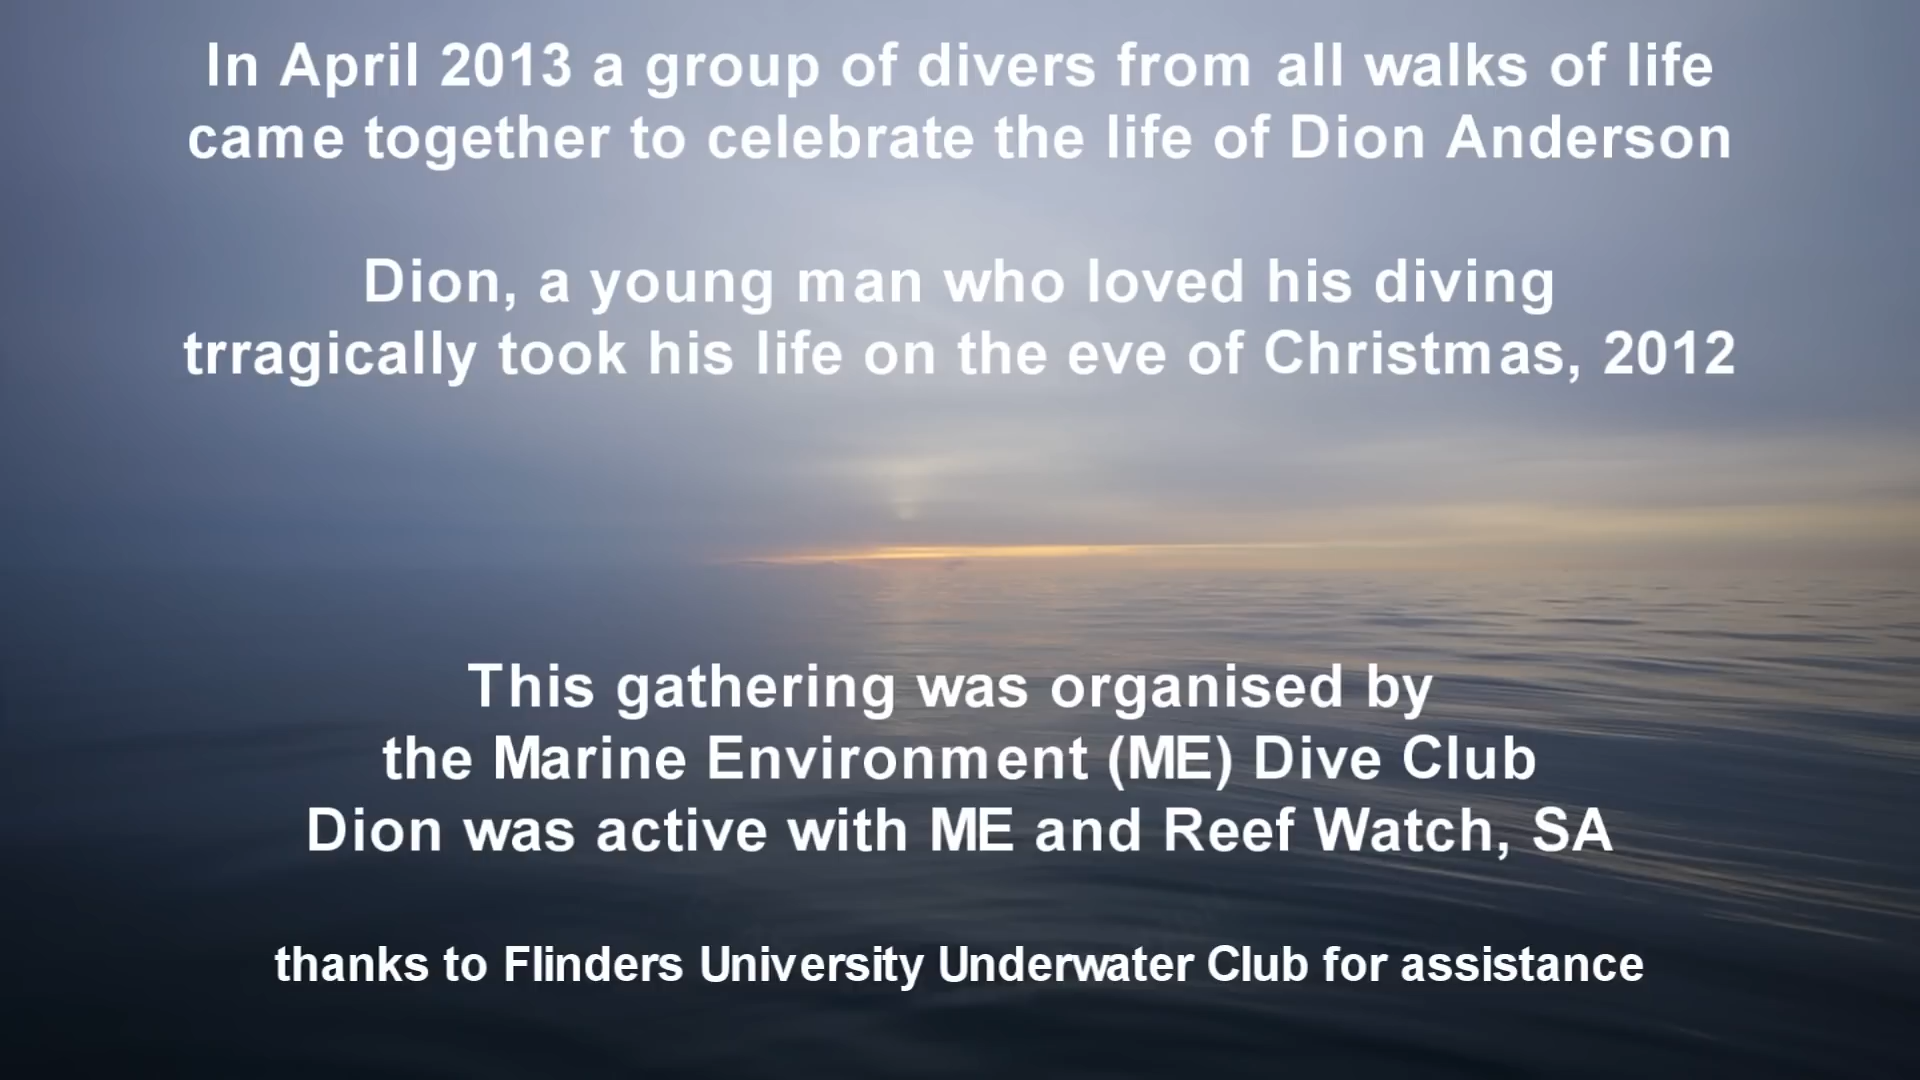 In April 2013 a group of divers from all walks of life
came together to celebrate the life of Dion Anderson
Dion, a young man who loved his diving
trragically took his life on the eve of Christmas, 2012
This gathering was organised by
the Marine Environment (ME) Dive Club
Dion was active with ME and Reef Watch, SA
thanks to Flinders University Underwater Club for assistance